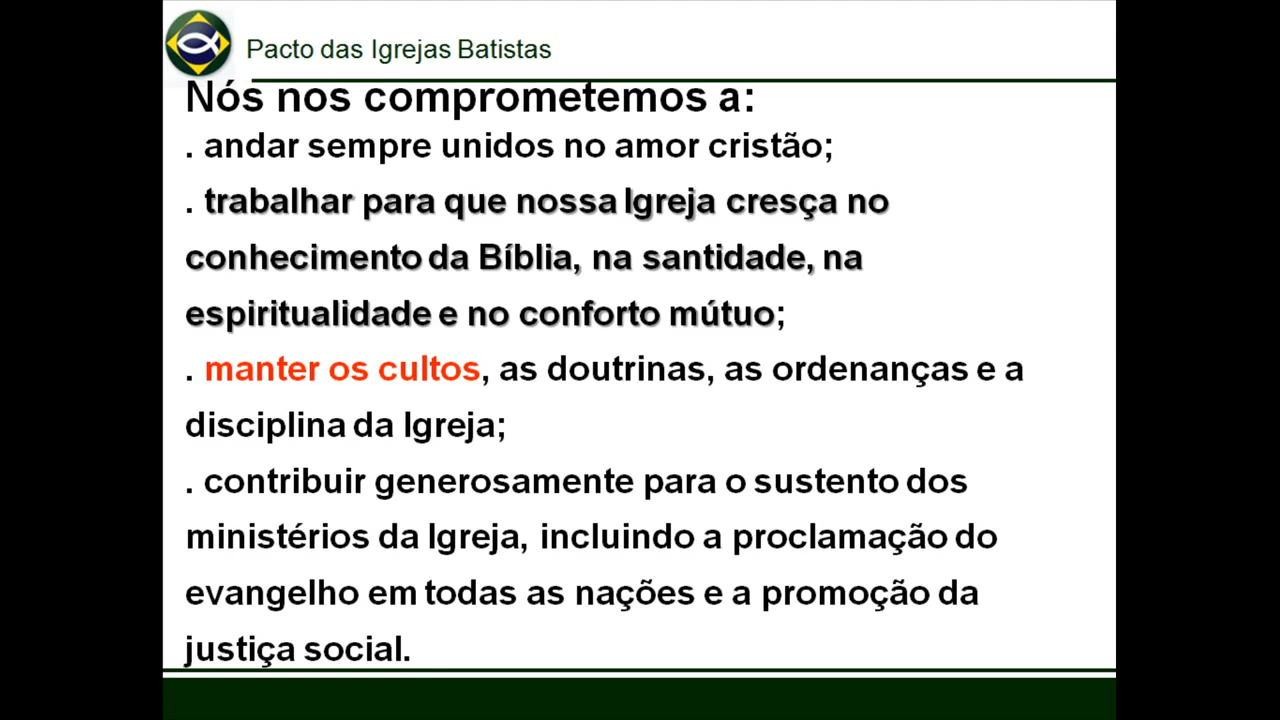 Pacto das Igrejas Batistas
Nós nos comprometemos a:
. andar sempre unidos no amor cristão;
. trabalhar para que nossa Igreja cresça no
conhecimento da Bíblia, na santidade, na
espiritualidade e no conforto mútuo;
. manter os cultos, as doutrinas, as ordenanças e a
disciplina da Igreja;
. contribuir generosamente para o sustento dos
ministérios da Igreja, incluindo a proclamação do
evangelho em todas as nações e a promoção da
justiça social.